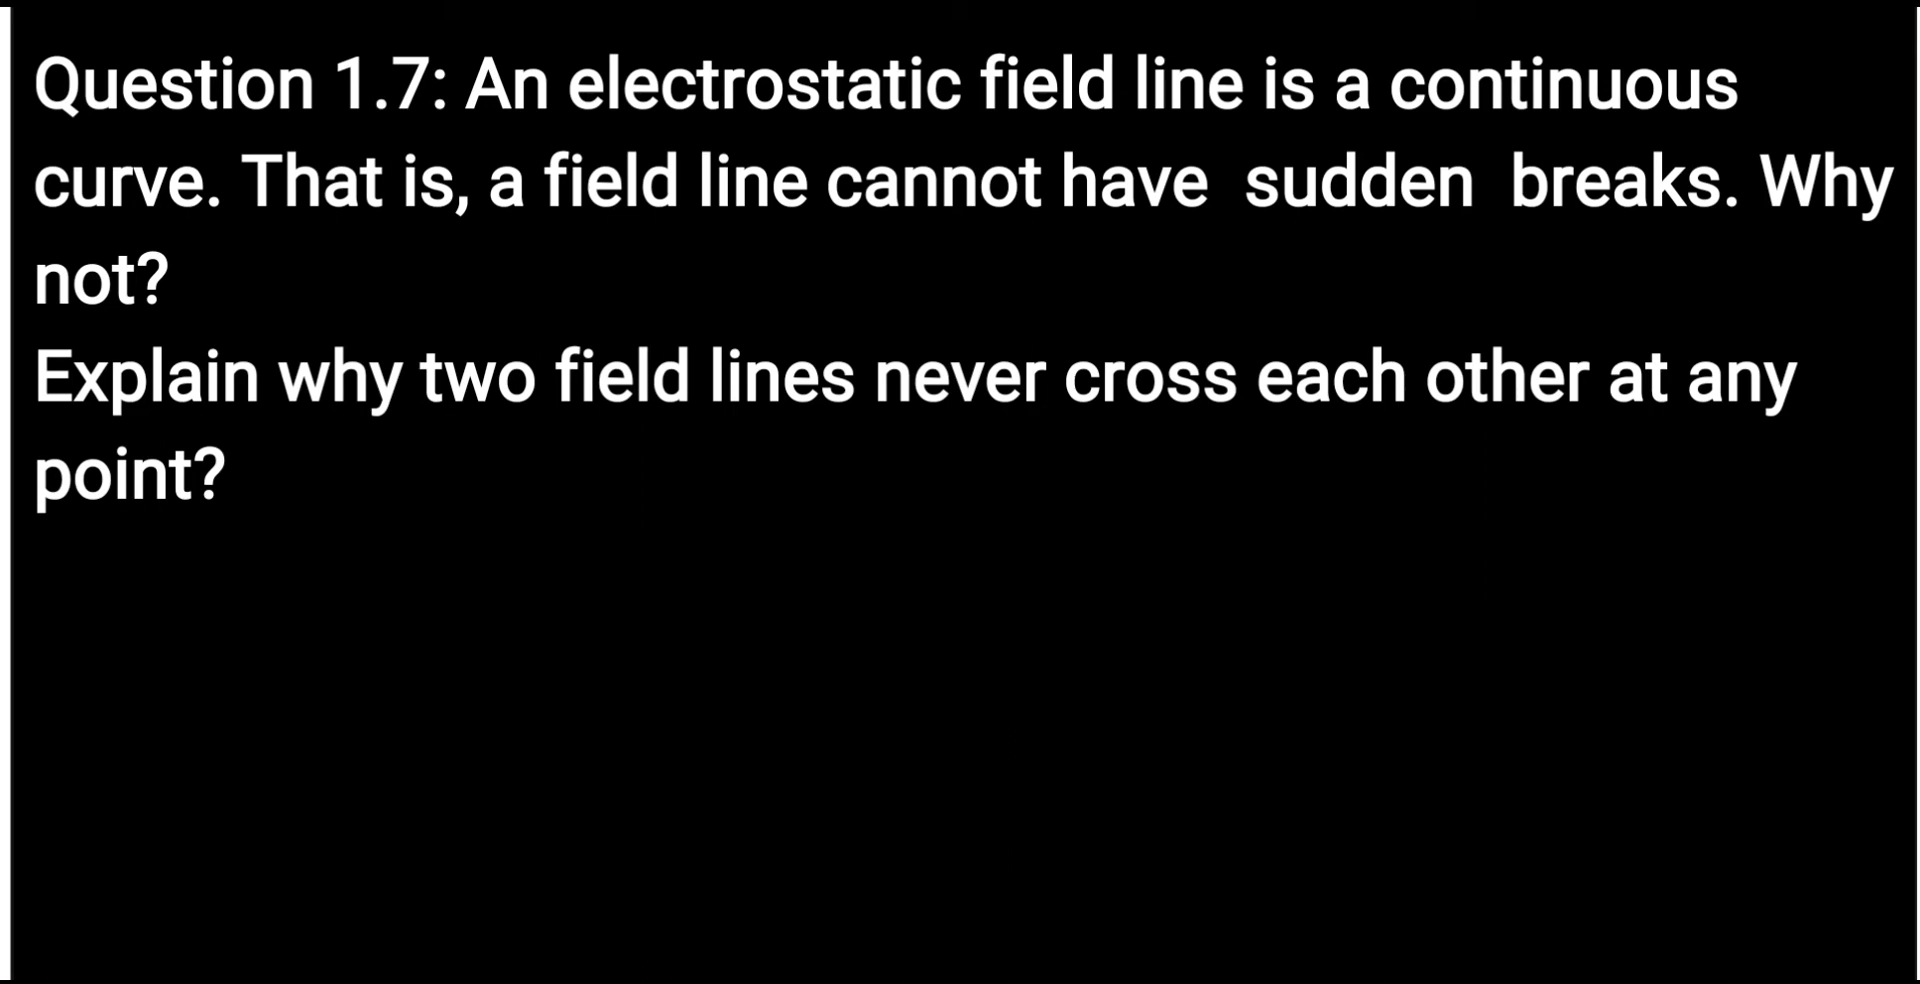 Question 1.7: An electrostatic field line is a continuous
curve. That is, a field line cannot have sudden breaks. Why
not?
Explain why two field lines never cross each other at any
point?